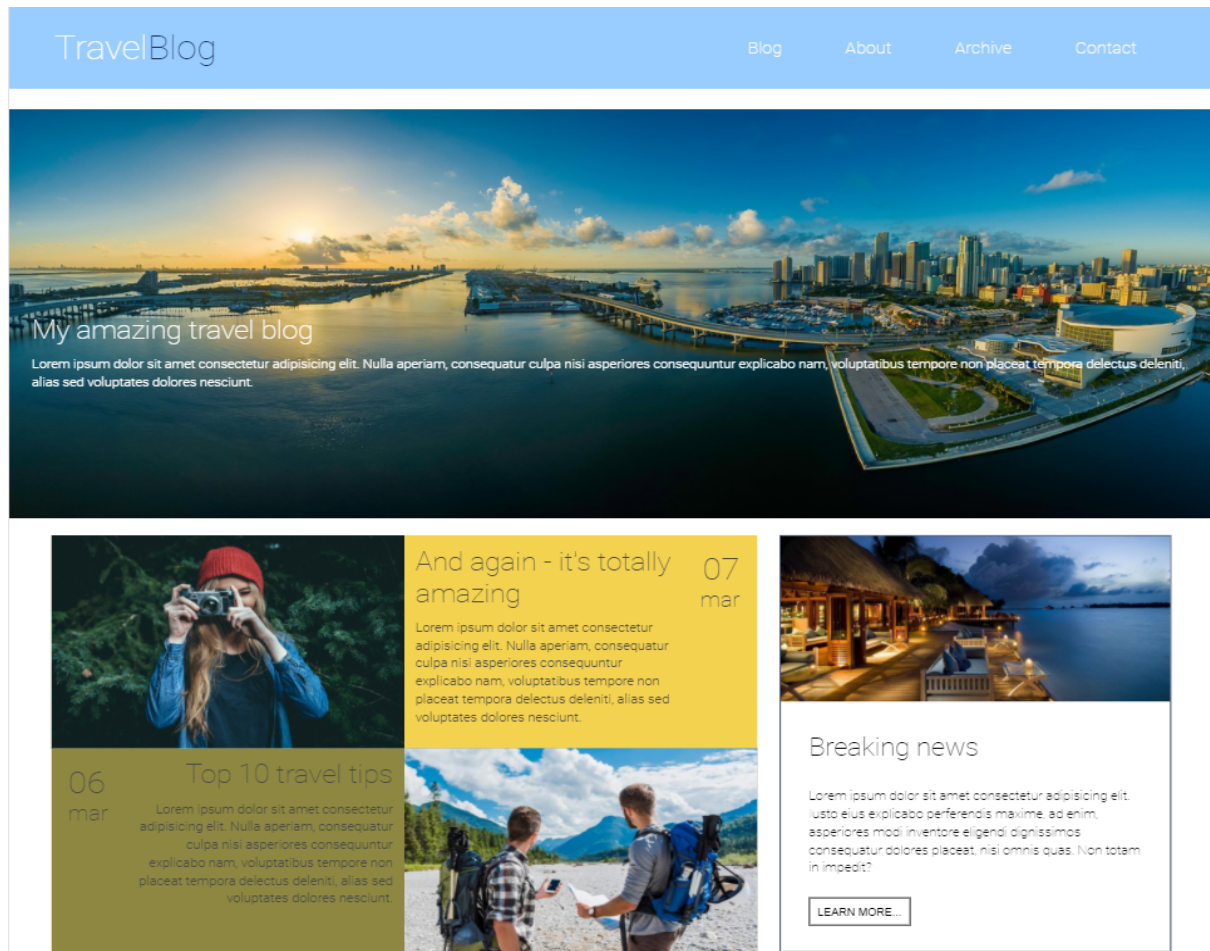 TravelBlog
Blog About Archive Contact
My amazing travel blog
Lorem ipsum dolor sit amet consectetur adipisicing elit. Nulla aperiam, consequatur culpa nisi asperiores consequuntur explicabo nam, voluptatibus tempore non placeat tempora delectus deleniti,
alias sed voluptates dolores nesciunt.
And again - it's totally
amazing
07
mar
Lorem ipsum dolor sit amet consectetur
adipisicing elit. Nulla aperiam, consequatur
culpa nisi asperiores consequuntur
explicabo nam, voluptatibus tempore non
placeat tempora delectus deleniti, alias sed
voluptates dolores nesciunt.
06
mar
Top 10 travel tips
Lorem ipsum dolor sit amet consectetur
adipisicing elit. Nulla aperiam, consequatur
culpa nisi asperiores consequuntur
explicabo nam, voluptatibus tempore non
placeat tempora delectus deleniti, alias sed
voluptates dolores nesciunt.
Breaking news
Lorem ipsum dolor sit amet consectetur adipisicing elit.
Iusto eius explicabo perferendis maxime, ad enim,
asperiores modi inventore eligendi dignissimos
consequatur dolores placeat, nisi omnis quas. Non totam
in impedit?
LEARN MORE...